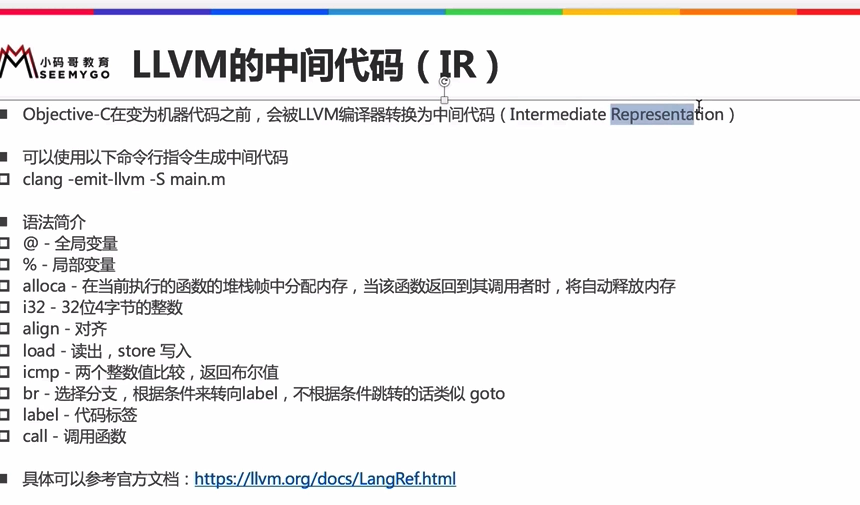 小码哥教育
SEEMYGO
LLVM的中间代码（IR）
Objective-C在变为机器代码之前，会被LLVM编译器转换为中间代码（Intermediate Representation）
可以使用以下命令行指令生成中间代码
clang -emit-llvm -S main.m
语法简介
@ - 全局变量
% - 局部变量
alloca - 在当前执行的函数的堆栈帧中分配内存，当该函数返回到其调用者时，将自动释放内存
i32 - 32位4字节的整数
align - 对齐
load - 读出，store 写入
icmp - 两个整数值比较，返回布尔值
br - 选择分支，根据条件来转向label，不根据条件跳转的话类似 goto
label - 代码标签
call - 调用函数
具体可以参考官方文档：https://llvm.org/docs/LangRef.html